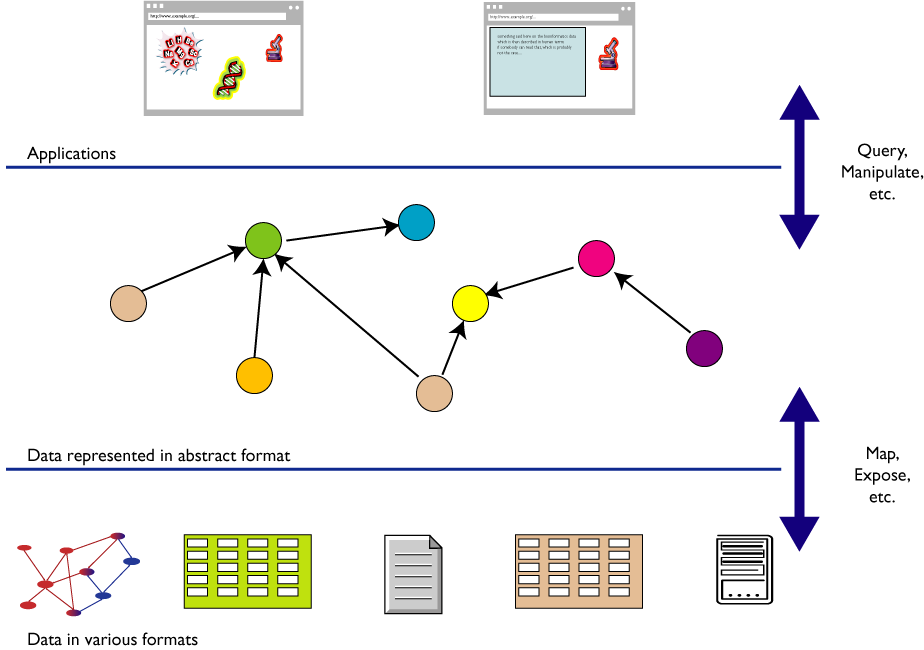 http://www.example.org/...
http://www.example.org/...
something said here on the transformation data
which is then described in human terms
if somebody can read this, which is probably
not the case....
Applications
Query,
Manipulate,
etc.
Data represented in abstract format
Map,
Expose,
etc.
Data in various formats